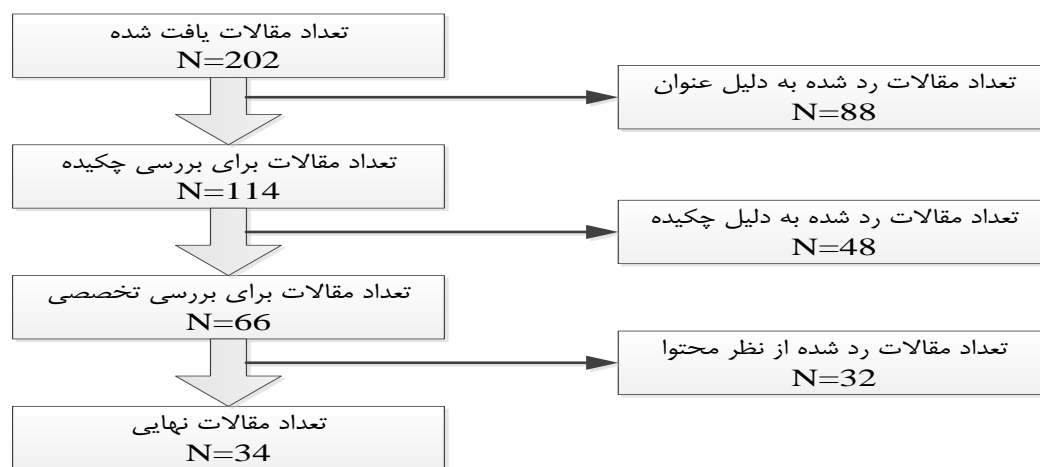 تعداد مقالات یافت شده
N=202
تعداد مقالات رد شده به دلیل عنوان
N=88
تعداد مقالات برای بررسی چکیده
N=114
تعداد مقالات رد شده به دلیل چکیده
N=48
تعداد مقالات برای بررسی تخصصی
N=66
تعداد مقالات رد شده از نظر محتوا
N=32
تعداد مقالات نهایی
N=34